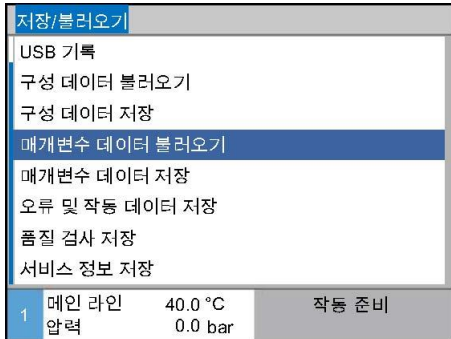 저장/불러오기
USB 기록
구성 데이터 불러오기
구성 데이터 저장
매개변수 데이터 불러오기
매개변수 데이터 저장
오류 및 작동 데이터 저장
품질 검사 저장
서비스 정보 저장
1 메인 라인 40.0 °C 작동 준비
압력 0.0 bar